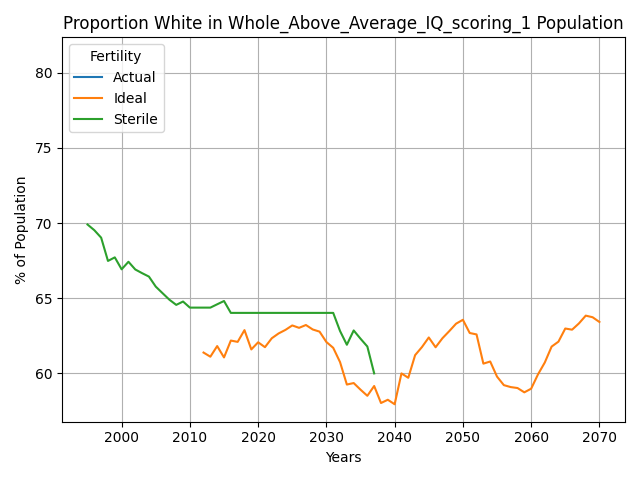 Proportion White in Whole_Above_Average_IQ_scoring_1 Population
Fertility
Actual
Ideal
Sterile
80
75
70
65
60
% of Population
2000 2010 2020 2030 2040 2050 2060 2070
Years